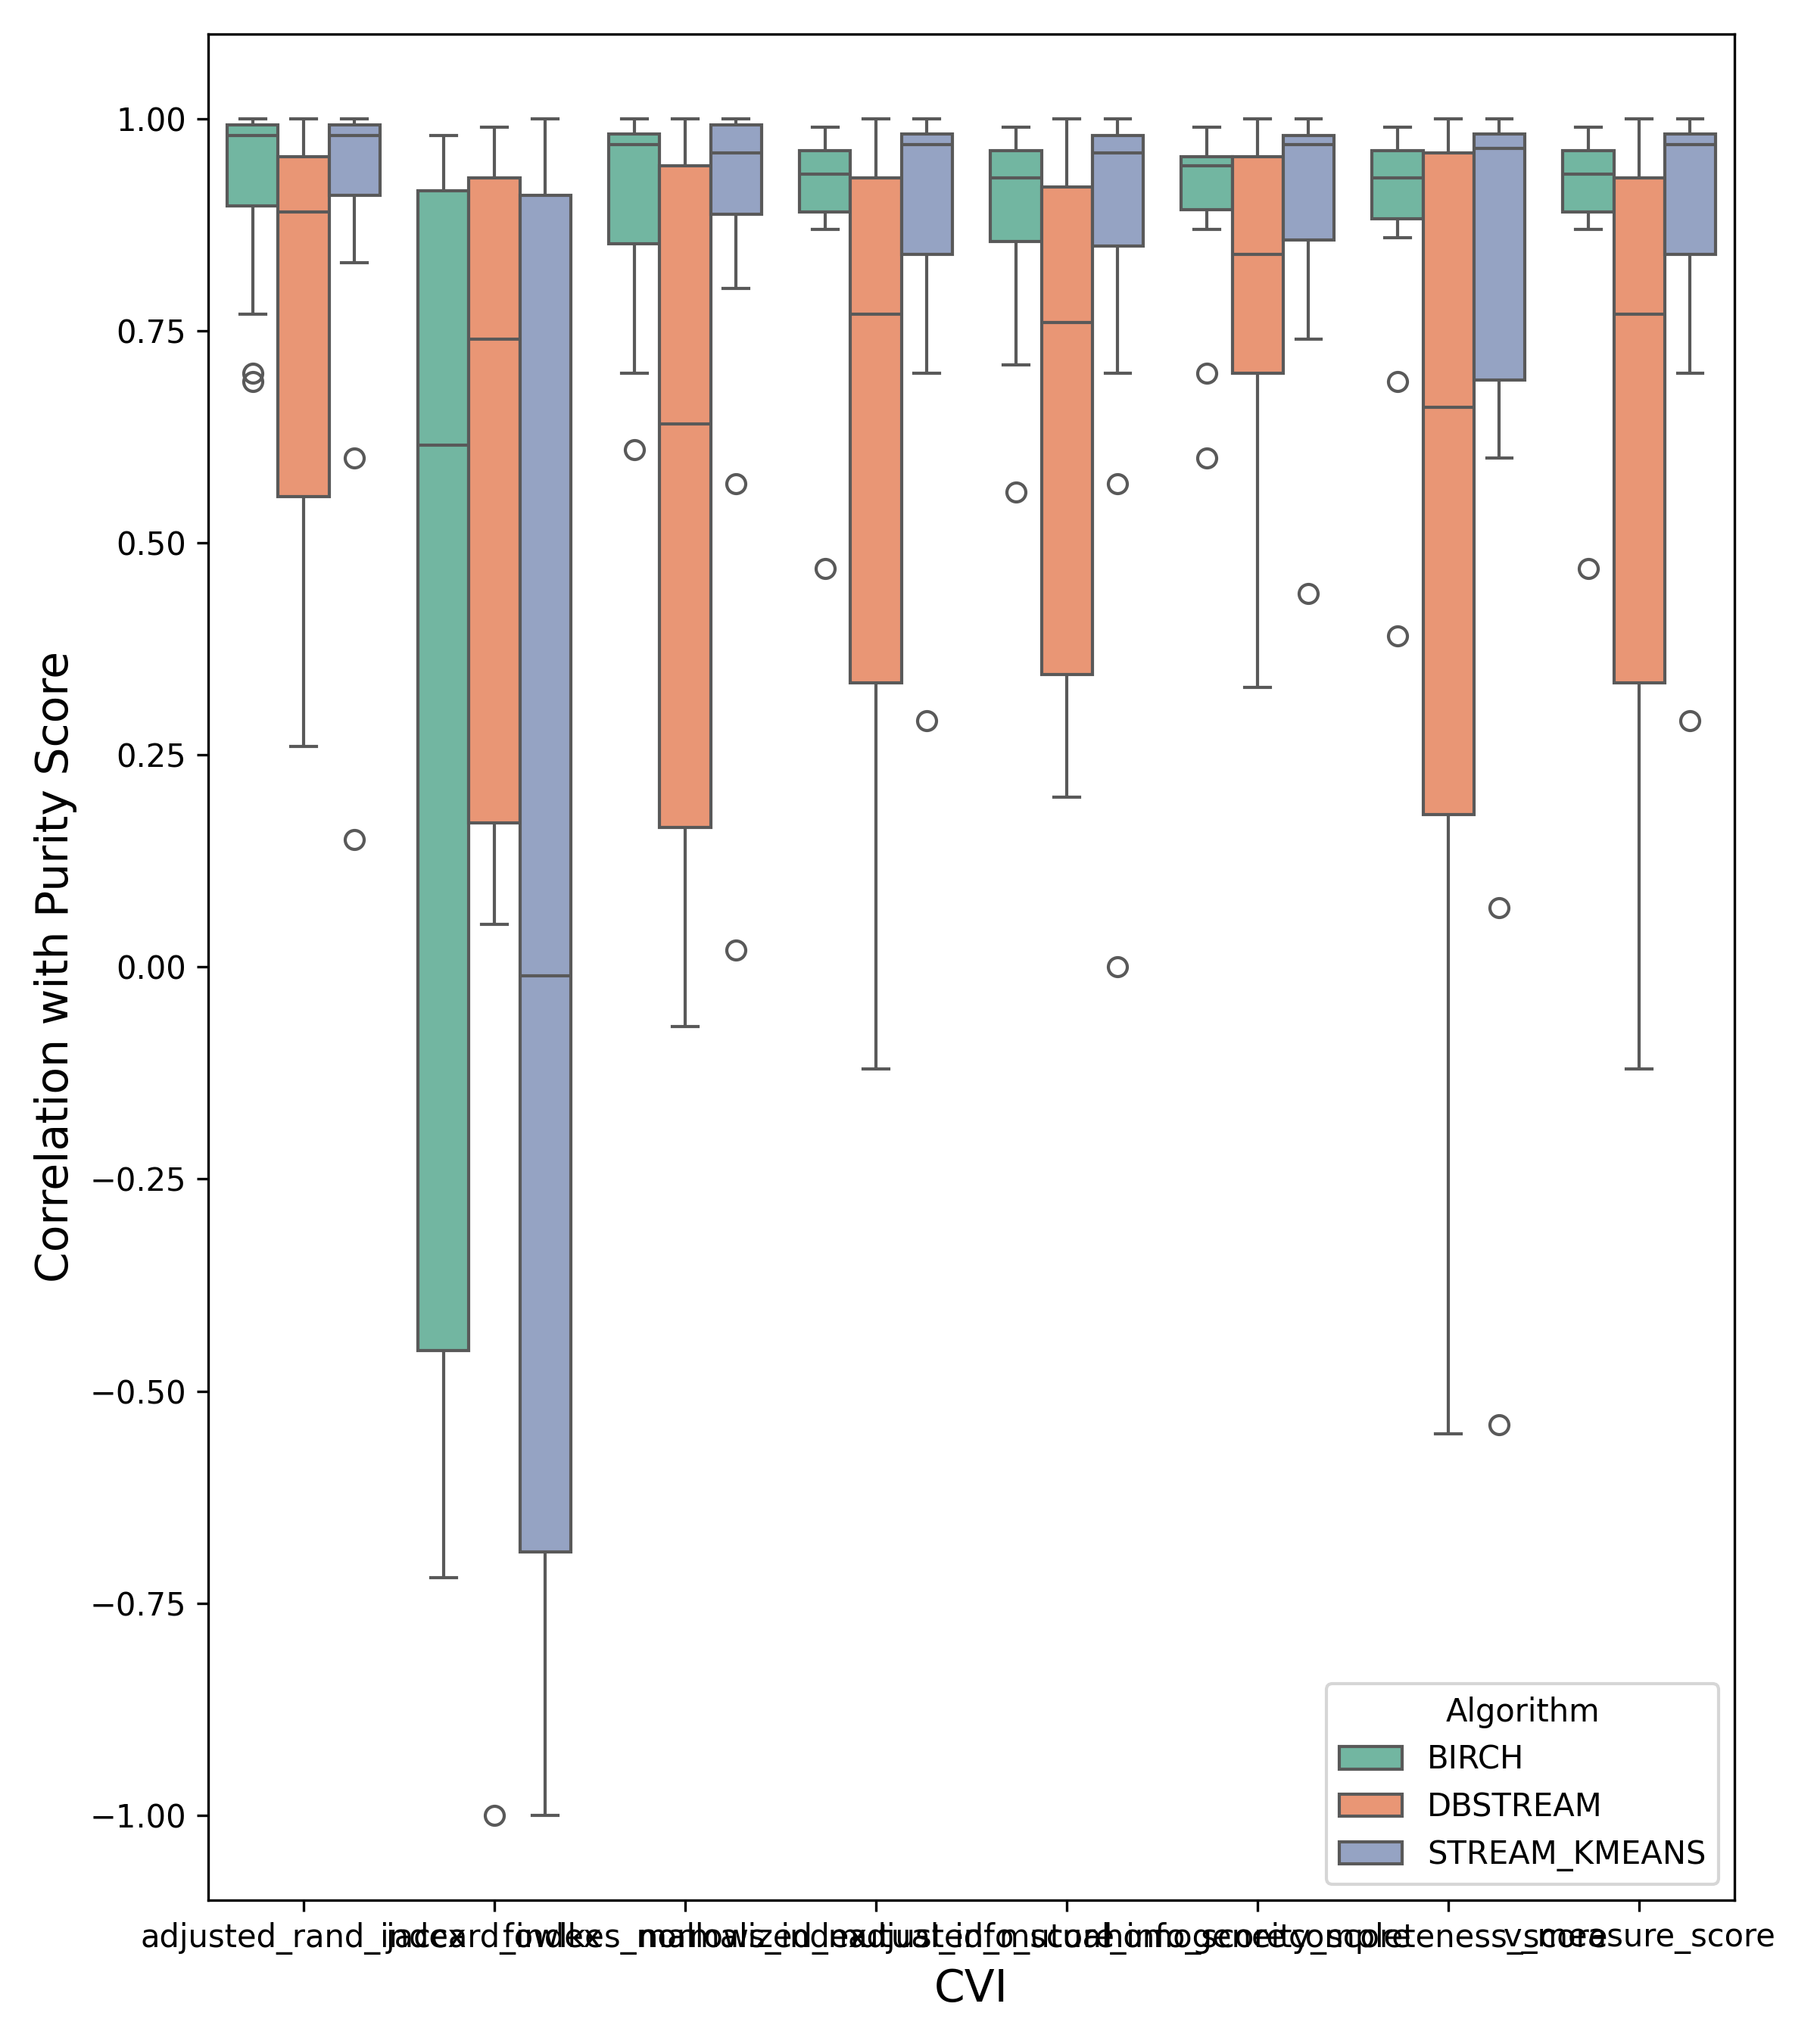 Correlation with Purity Score
1.00
0.75
0.50
0.25
0.00
−0.25
−0.50
−0.75
−1.00
Algorithm
BIRCH
DBSTREAM
STREAM_KMEANS
adjusted_rand_index
jaccard_index
fowlkes_mallows_index
normalized_mutual_info_score
adjusted_mutual_info_score
homogeneity_score
completeness_score
v_measure_score
CVI